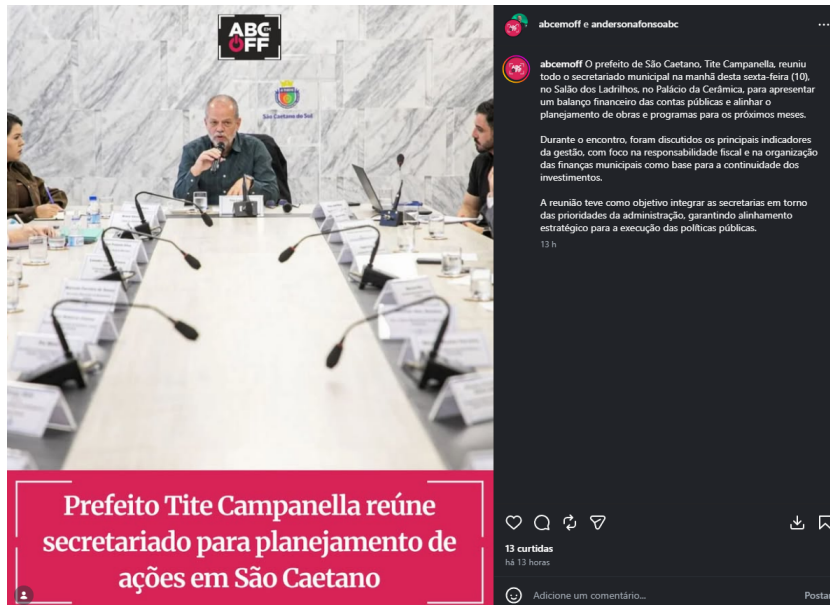 ABC EM
OFF
São Caetano do Sul
Prefeito Tite Campanella reúne
secretariado para planejamento de
ações em São Caetano
abcemoff e andersonafonsoabc
abcemoff O prefeito de São Caetano, Tite Campanella, reuniu
todo o secretariado municipal na manhã desta sexta-feira (10),
no Salão dos Ladrilhos, no Palácio da Cerâmica, para apresentar
um balanço financeiro das contas públicas e alinhar o
planejamento de obras e programas para os próximos meses.
Durante o encontro, foram discutidos os principais indicadores
da gestão, com foco na responsabilidade fiscal e na organização
das finanças municipais como base para a continuidade dos
investimentos.
A reunião teve como objetivo integrar as secretarias em torno
das prioridades da administração, garantindo alinhamento
estratégico para a execução das políticas públicas.
13 h
13 curtidas
há 13 horas
Adicione um comentário...
Postar